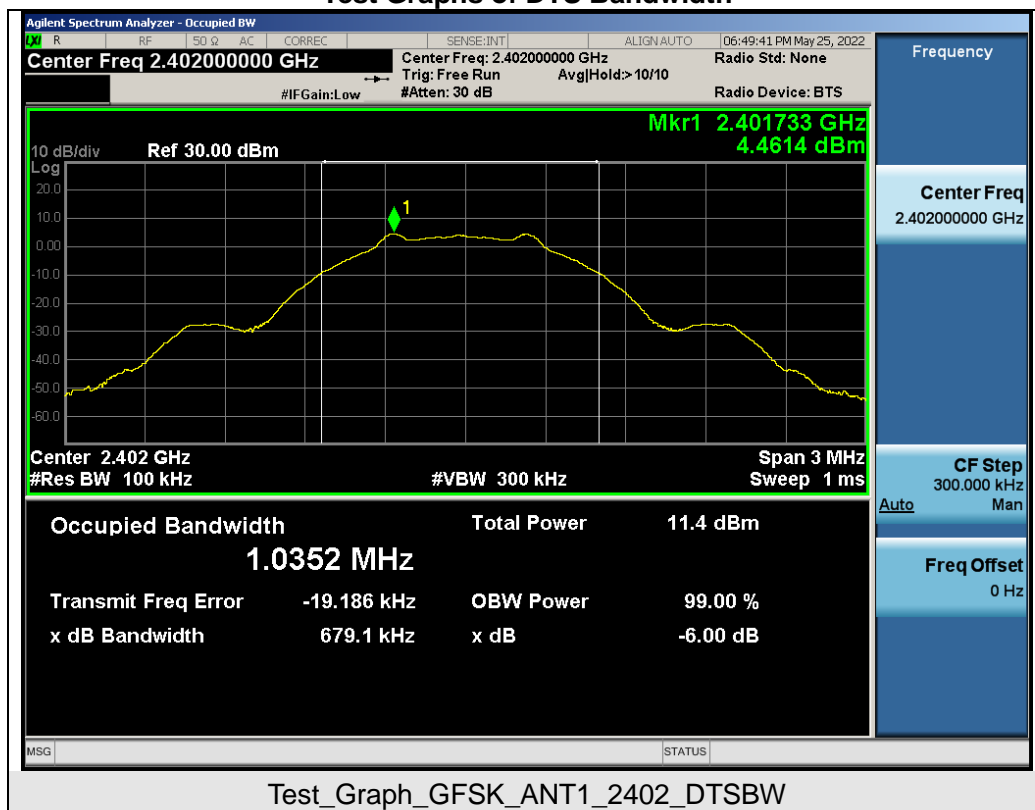 Test Graphs of DTS Bandwidth
Agilent Spectrum Analyzer - Occupied BW
LXI R RF 50 Ω AC CORREC SENSE:INT ALIGN AUTO 06:49:41 PM May 25, 2022
Center Freq 2.402000000 GHz
Center Freq: 2.402000000 GHz
Radio Std: None
Trig: Free Run Avg|Hold:> 10/10
#IFGain:Low
#Atten: 30 dB
Radio Device: BTS
Frequency
Mkr1 2.401733 GHz
4.4614 dBm
10 dB/div Ref 30.00 dBm
Log
20.0
10.0
0.00
-10.0
-20.0
-30.0
-40.0
-50.0
-60.0
1
Center 2.402 GHz
Span 3 MHz
#Res BW 100 kHz
#VBW 300 kHz
Sweep 1 ms
Center Freq
2.402000000 GHz
CF Step
300.000 kHz
Auto Man
Freq Offset
0 Hz
Occupied Bandwidth
1.0352 MHz
Total Power 11.4 dBm
Transmit Freq Error -19.186 kHz
OBW Power 99.00 %
x dB Bandwidth 679.1 kHz
x dB -6.00 dB
MSG
STATUS
Test_Graph_GFSK_ANT1_2402_DTSBW